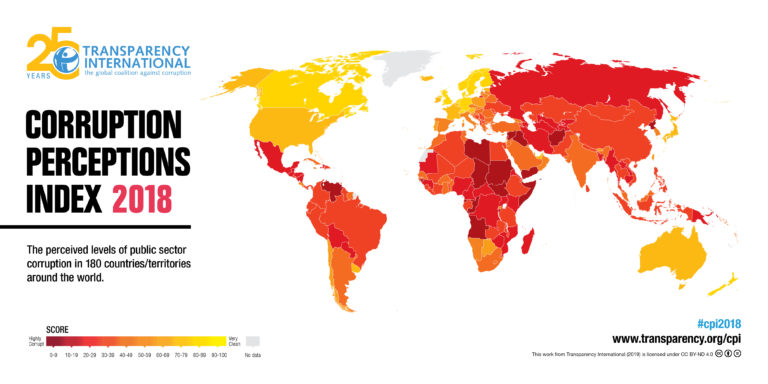 25
YEARS
TRANSPARENCY
INTERNATIONAL
the global coalition against corruption
CORRUPTION
PERCEPTIONS
INDEX 2018
The perceived levels of public sector
corruption in 180 countries/territories
around the world.
SCORE
Highly
Corrupt
0-9 10-19 20-29 30-39 40-49 50-59 60-69 70-79 80-89 90-100
Very
Clean
No data
#cpi2018
www.transparency.org/cpi
This work from Transparency International (2019) is licensed under CC BY-ND 4.0